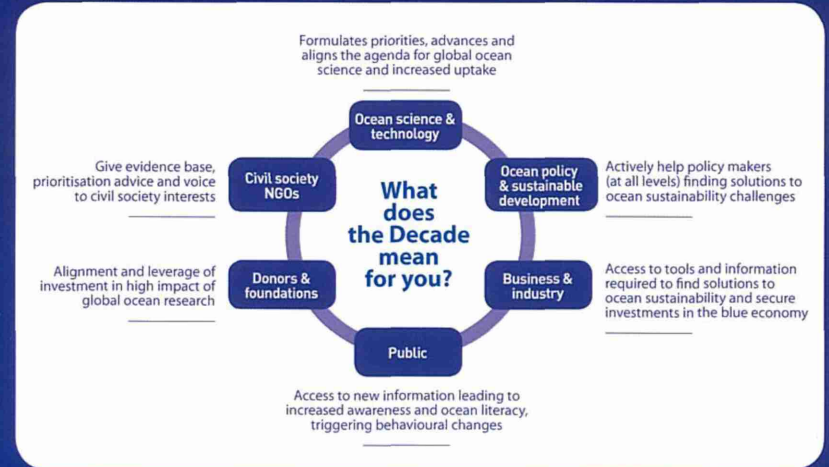 Formulates priorities, advances and
aligns the agenda for global ocean
science and increased uptake
Ocean science &
technology
Ocean policy
& sustainable
development
Actively help policy makers
(at all levels) finding solutions to
ocean sustainability challenges
Business &
industry
Access to tools and information
required to find solutions to
ocean sustainability and secure
investments in the blue economy
Public
Access to new information leading to
increased awareness and ocean literacy,
triggering behavioural changes
Donors &
foundations
Alignment and leverage of
investment in high impact of
global ocean research
Civil society
NGOs
Give evidence base,
prioritisation advice and voice
to civil society interests
What
does
the Decade
mean
for you?